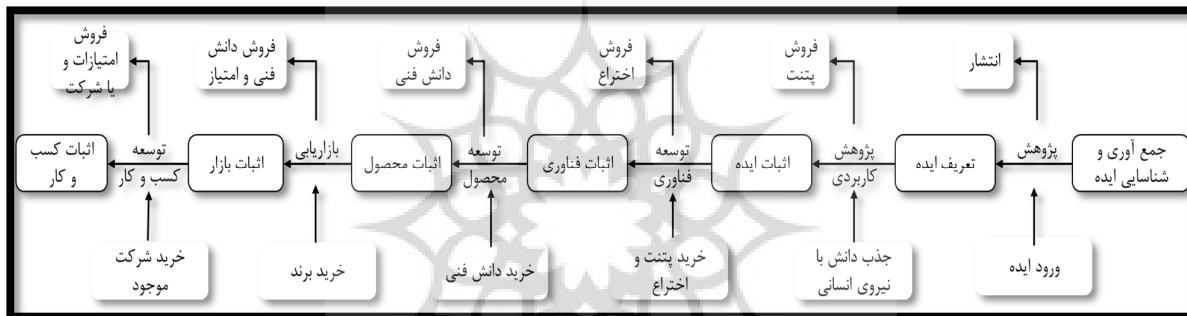 انتشار
فروش
پتنت
فروش
اختراع
فروش
دانش فنی
فروش دانش
فنی و امتیاز
فروش
امتیازات و
یا شرکت
جمع آوری و
شناسایی ایده
پژوهش
تعریف ایده
پژوهش
کاربردی
اثبات ایده
توسعه
فناوری
اثبات فناوری
توسعه
محصول
اثبات محصول
بازاریابی
اثبات بازار
توسعه
کسب و کار
اثبات کسب
و کار
ورود ایده
جذب دانش با
نیروی انسانی
خرید پتنت و
اختراع
خرید دانش فنی
خرید برند
خرید شرکت
موجود